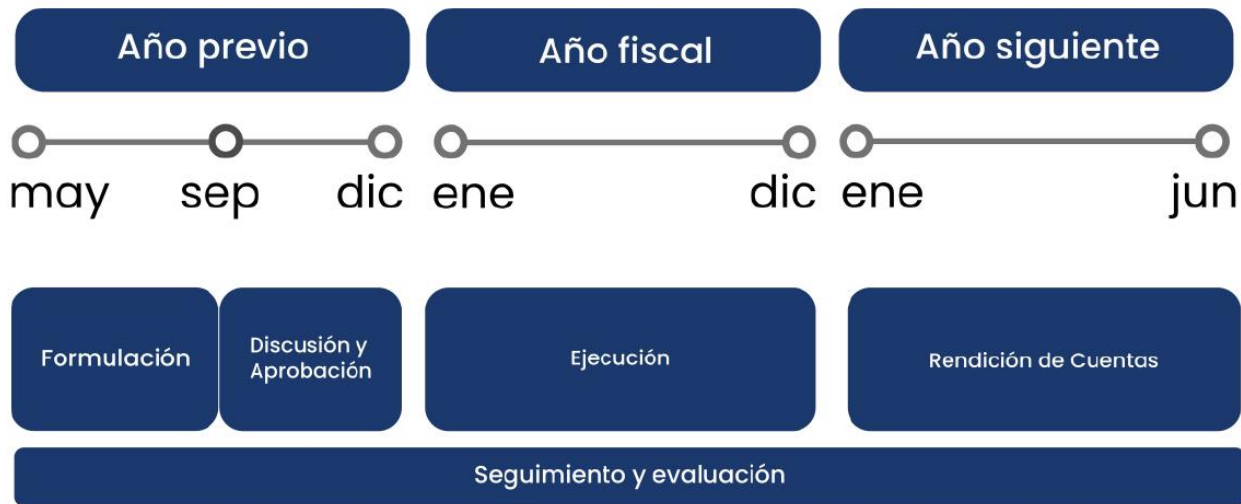 Año previo
Año fiscal
Año siguiente
may
sep
dic
ene
dic
ene
jun
Formulación
Discusión y
Aprobación
Ejecución
Rendición de Cuentas
Seguimiento y evaluación